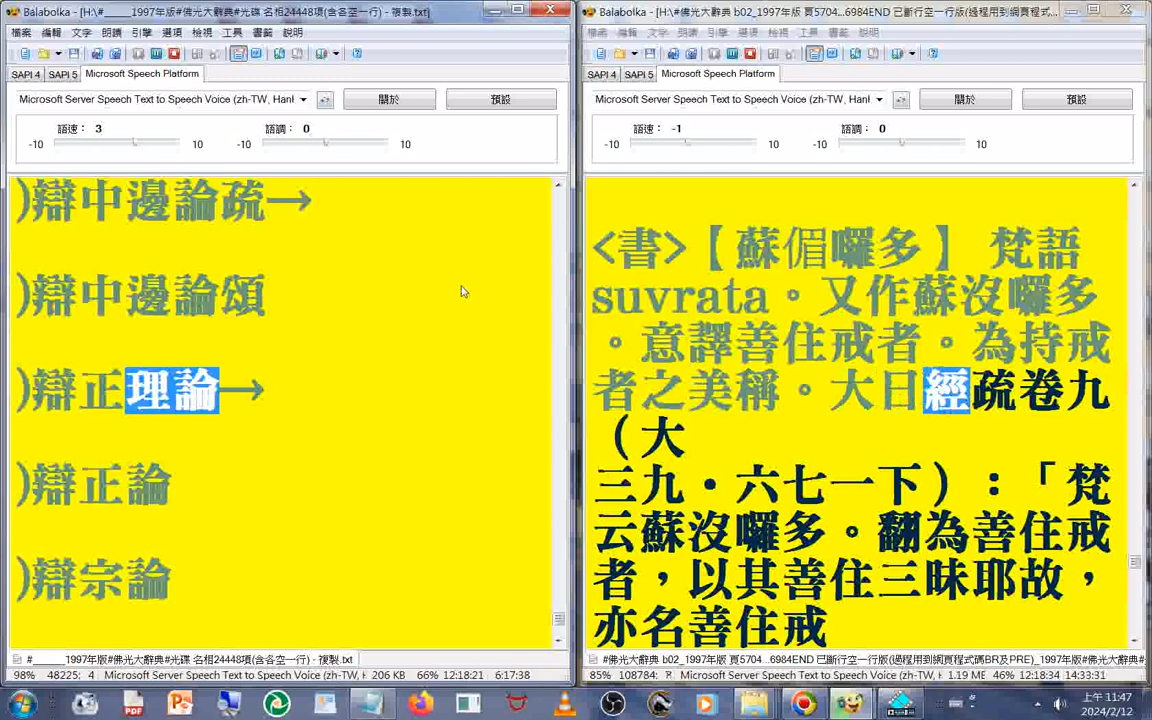 Balabolka - [H:\#_____1997年版#佛光大辭典#光碟 名相24448項(含各空一行) - 複製.txt]
檔案 編輯 文字 朗讀 引擎 選項 檢視 工具 書籤 說明
SAPI 4 SAPI 5 Microsoft Speech Platform
Microsoft Server Speech Text to Speech Voice (zh-TW, Hanl
關於 預設
語速： 3 語調： 0
-10 10 -10 10
)辯中邊論疏→
)辯中邊論頌
)辯正理論→
)辯正論
)辯宗論
#_____1997年版#佛光大辭典#光碟 名相24448項(含各空一行) - 複製.txt
98% 48225: 4 Microsoft Server Speech Text to Speech Voice (zh-TW, H 206 KB 66% 12:18:21 6:17:38
Balabolka - [H:\#佛光大辭典 b02_1997年版 頁5704...6984END 已斷行空一行版(過程用到網頁程式...
檔案 編輯 文字 朗讀 引擎 選項 檢視 工具 書籤 說明
SAPI 4 SAPI 5 Microsoft Speech Platform
Microsoft Server Speech Text to Speech Voice (zh-TW, Hanl
關於 預設
語速： -1 語調： 0
-10 10 -10 10
<書>【蘇偘囉多】 梵語
suvrata。又作蘇沒囉多
。意譯善住戒者。為持戒
者之美稱。大日經疏卷九
（大
三九・六七一下）：「梵
云蘇沒囉多。翻為善住戒
者，以其善住三昧耶故，
亦名善住戒
#佛光大辭典 b02_1997年版 頁5704...6984END 已斷行空一行版(過程用到網頁程式碼BR及PRE)_1997年版#佛光大辭典#
85% 108784: Microsoft Server Speech Text to Speech Voice (zh-TW, H 1.19 ME 46% 12:18:34 14:33:31
上午 11:47
2024/2/12